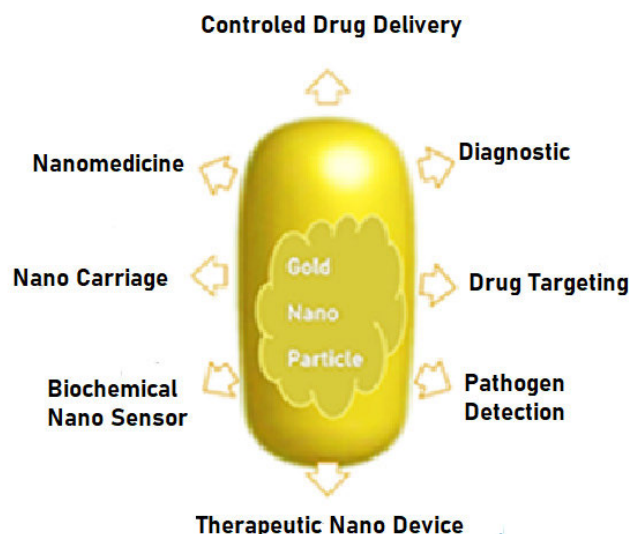 Controled Drug Delivery
Nanomedicine
Diagnostic
Gold
Nano
Particle
Nano Carriage
Drug Targeting
Biochemical
Nano Sensor
Pathogen
Detection
Therapeutic Nano Device